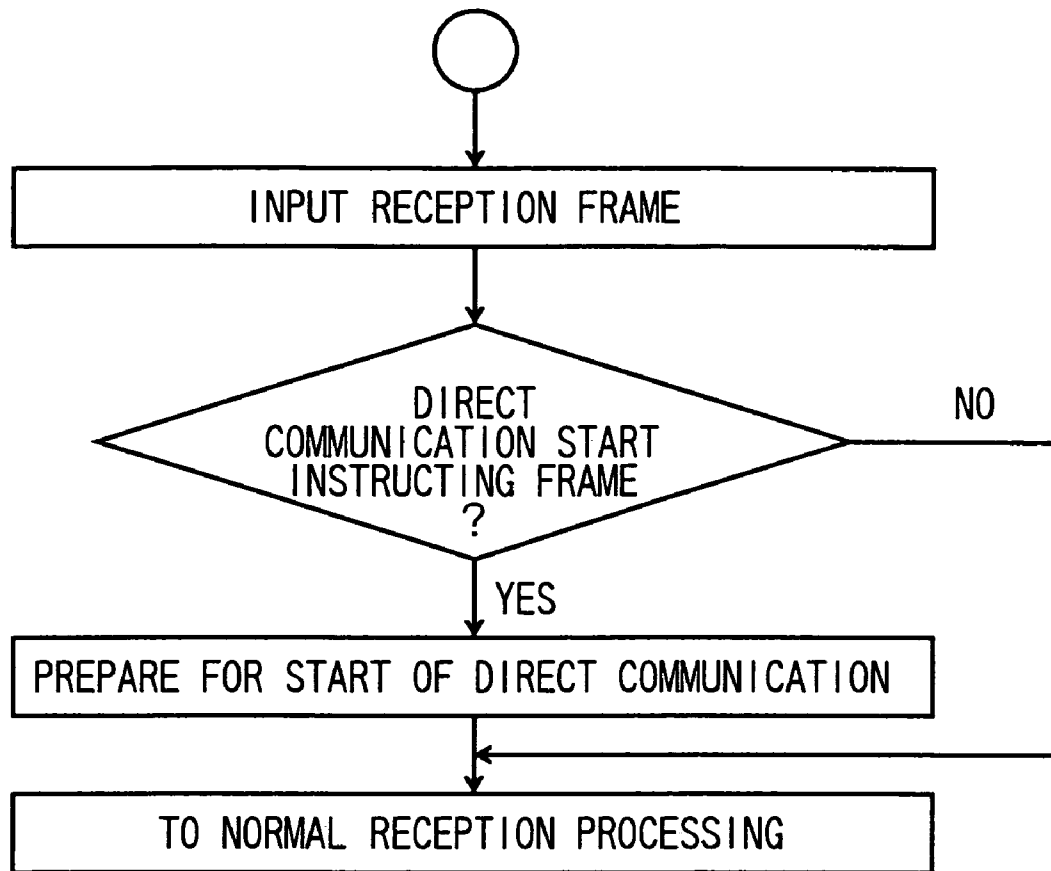 INPUT RECEPTION FRAME
DIRECT
COMMUNICATION START
INSTRUCTING FRAME
?
NO
YES
PREPARE FOR START OF DIRECT COMMUNICATION
TO NORMAL RECEPTION PROCESSING